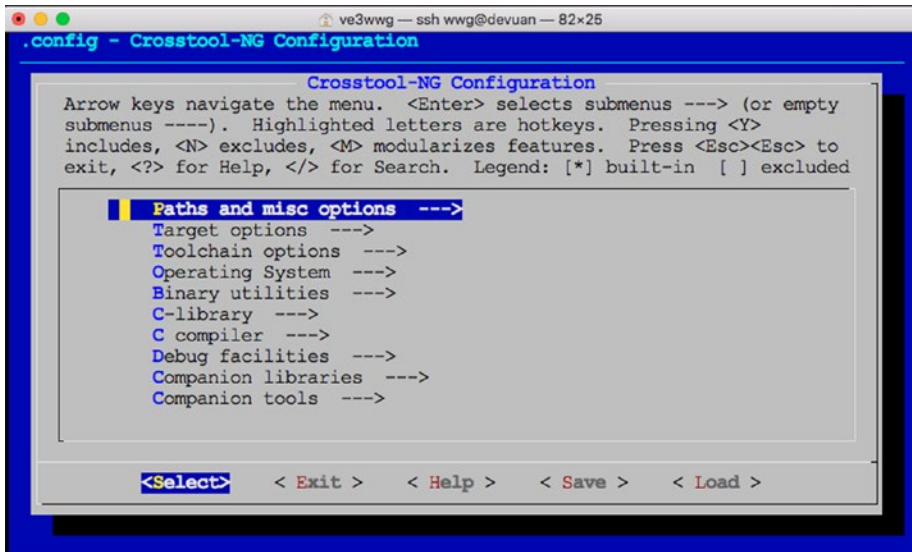 ve3wwg — ssh wwg@devuan — 82×25
.config - Crosstool-NG Configuration
Crosstool-NG Configuration
Arrow keys navigate the menu. <Enter> selects submenus ---> (or empty
submenus ----). Highlighted letters are hotkeys. Pressing <Y>
includes, <N> excludes, <M> modularizes features. Press <Esc><Esc> to
exit, <?> for Help, </> for Search. Legend: [*] built-in [ ] excluded
Paths and misc options --->
Target options --->
Toolchain options --->
Operating System --->
Binary utilities --->
C-library --->
C compiler --->
Debug facilities --->
Companion libraries --->
Companion tools --->
<Select> < Exit > < Help > < Save > < Load >